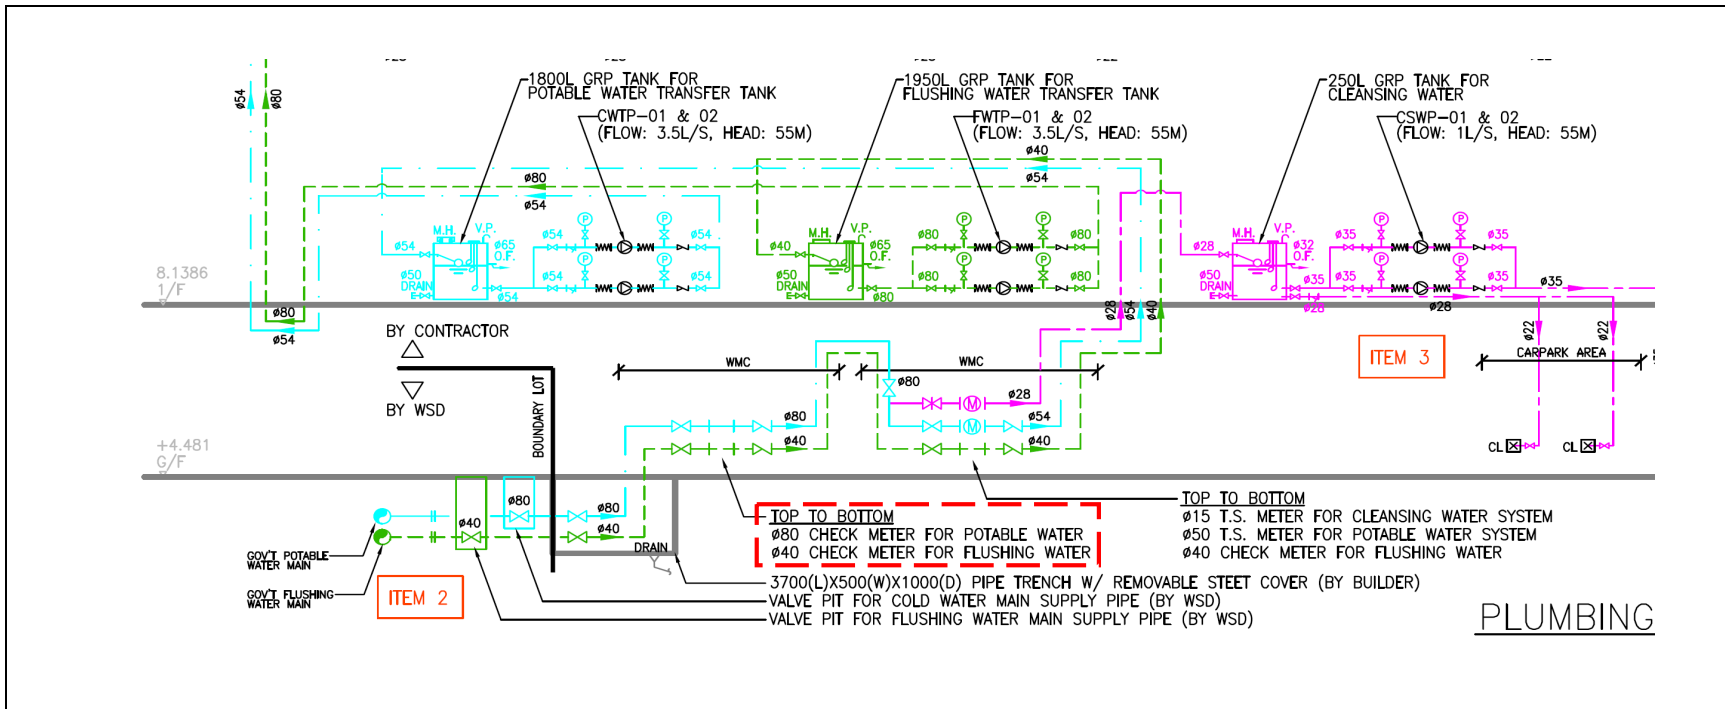 1800L GRP TANK FOR
POTABLE WATER TRANSFER TANK
CWTP-01 & 02
(FLOW: 3.5L/S, HEAD: 55M)
1950L GRP TANK FOR
FLUSHING WATER TRANSFER TANK
FWTP-01 & 02
(FLOW: 3.5L/S, HEAD: 55M)
250L GRP TANK FOR
CLEANSING WATER
CSWP-01 & 02
(FLOW: 1L/S, HEAD: 55M)
ø54
ø80
ø80
ø54
ø40
ø54
M.H.
V.P.
ø65
O.F.
ø54
ø50
DRAIN
ø54
ø54
P
P
ø54
ø54
P
P
ø54
M.H.
V.P.
ø65
O.F.
ø40
ø50
DRAIN
ø80
ø80
P
P
ø80
ø80
P
P
ø80
M.H.
V.P.
ø32
O.F.
ø28
ø50
DRAIN
ø35
ø28
ø35
P
P
ø35
ø35
P
P
ø35
ø28
ø35
8.1386
1/F
ø80
ø54
ø28
ø54
ø40
ø22
ø22
BY CONTRACTOR
BY WSD
BOUNDARY LOT
WMC
WMC
ITEM 3
CARPARK AREA
ø80
M
ø28
ø80
M
ø54
ø40
ø40
CL
CL
+4.481
G/F
ø80
ø80
ø40
ø40
DRAIN
GOV'T POTABLE
WATER MAIN
GOV'T FLUSHING
WATER MAIN
ITEM 2
TOP TO BOTTOM
ø80 CHECK METER FOR POTABLE WATER
ø40 CHECK METER FOR FLUSHING WATER
TOP TO BOTTOM
ø15 T.S. METER FOR CLEANSING WATER SYSTEM
ø50 T.S. METER FOR POTABLE WATER SYSTEM
ø40 CHECK METER FOR FLUSHING WATER
3700(L)X500(W)X1000(D) PIPE TRENCH W/ REMOVABLE STEET COVER (BY BUILDER)
VALVE PIT FOR COLD WATER MAIN SUPPLY PIPE (BY WSD)
VALVE PIT FOR FLUSHING WATER MAIN SUPPLY PIPE (BY WSD)
PLUMBING